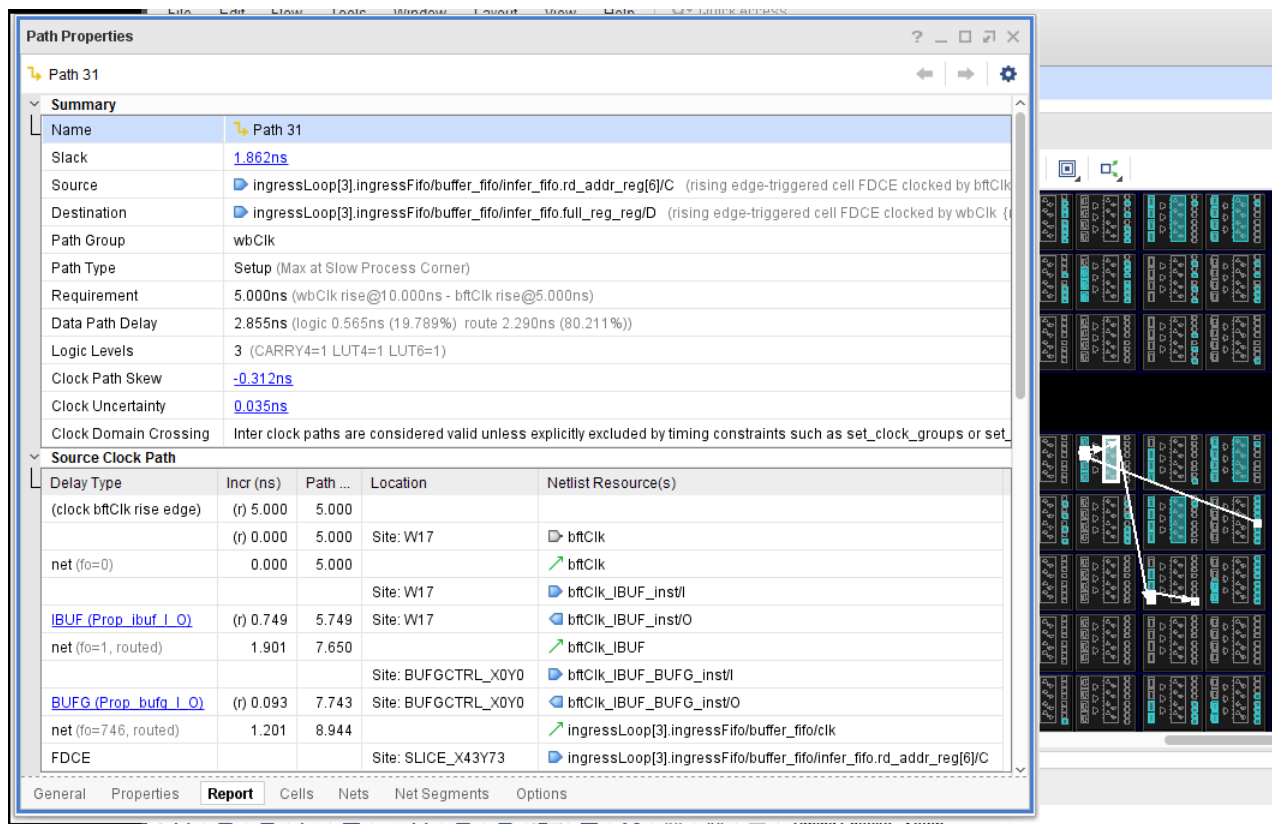 File Edit Flow Tools Window Layout View Help Quick Access
Path Properties
Path 31
Summary
Name Path 31
Slack 1.862ns
Source ingressLoop[3].ingressFifo/buffer_fifo/infer_fifo.rd_addr_reg[6]/C (rising edge-triggered cell FDCE clocked by bftClk
Destination ingressLoop[3].ingressFifo/buffer_fifo/infer_fifo.full_reg_reg/D (rising edge-triggered cell FDCE clocked by wbClk
Path Group wbClk
Path Type Setup (Max at Slow Process Corner)
Requirement 5.000ns (wbClk rise@10.000ns - bftClk rise@5.000ns)
Data Path Delay 2.855ns (logic 0.565ns (19.789%) route 2.290ns (80.211%))
Logic Levels 3 (CARRY4=1 LUT4=1 LUT6=1)
Clock Path Skew -0.312ns
Clock Uncertainty 0.035ns
Clock Domain Crossing Inter clock paths are considered valid unless explicitly excluded by timing constraints such as set_clock_groups or set_
Source Clock Path
Delay Type Incr (ns) Path ... Location Netlist Resource(s)
(clock bftClk rise edge) (r) 5.000 5.000
(r) 0.000 5.000 Site: W17 bftClk
net (fo=0) 0.000 5.000 bftClk
Site: W17 bftClk_IBUF_inst/I
IBUF (Prop_ibuf_I_O) (r) 0.749 5.749 Site: W17 bftClk_IBUF_inst/O
net (fo=1, routed) 1.901 7.650 bftClk_IBUF
Site: BUFGCTRL_X0Y0 bftClk_IBUF_BUFG_inst/I
BUFG (Prop_bufg_I_O) (r) 0.093 7.743 Site: BUFGCTRL_X0Y0 bftClk_IBUF_BUFG_inst/O
net (fo=746, routed) 1.201 8.944 ingressLoop[3].ingressFifo/buffer_fifo/clk
FDCE Site: SLICE_X43Y73 ingressLoop[3].ingressFifo/buffer_fifo/infer_fifo.rd_addr_reg[6]/C
General Properties Report Cells Nets Net Segments Options